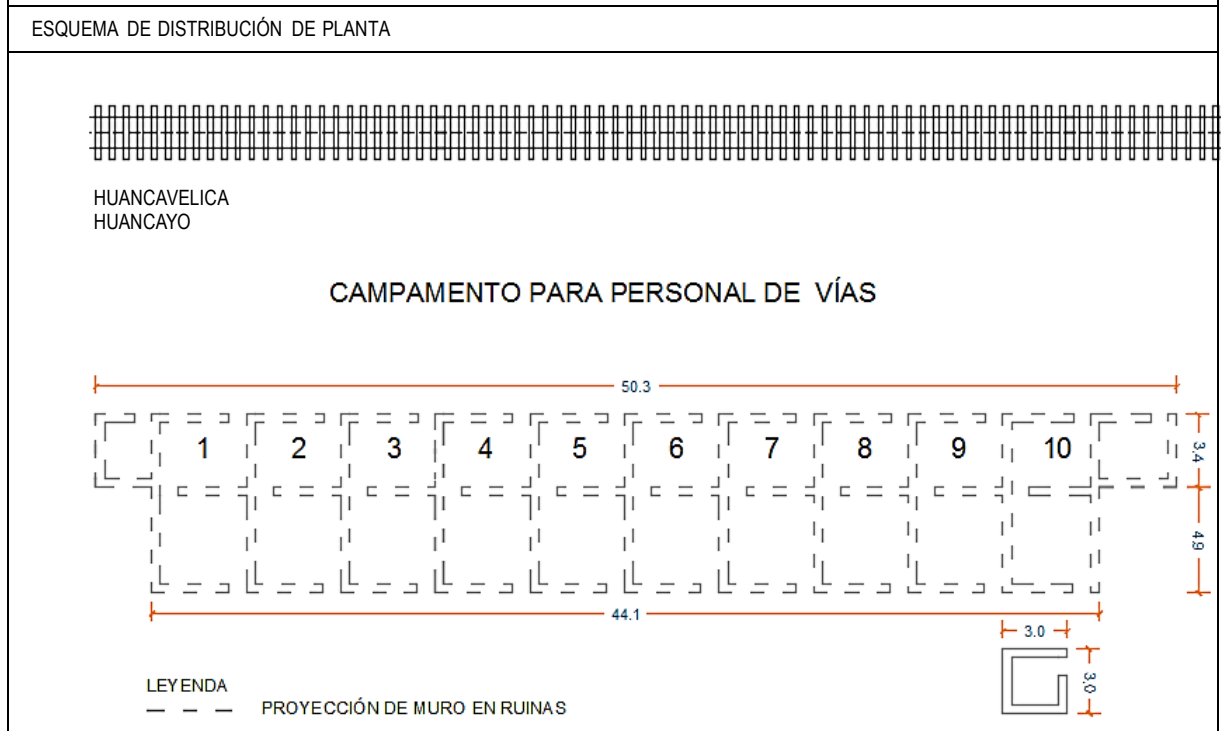 ESQUEMA DE DISTRIBUCIÓN DE PLANTA
HUANCAVELICA
HUANCAYO
CAMPAMENTO PARA PERSONAL DE VÍAS
50.3
1 2 3 4 5 6 7 8 9 10
3.4
4.9
44.1
3.0
3.0
LEYENDA
PROYECCIÓN DE MURO EN RUINAS